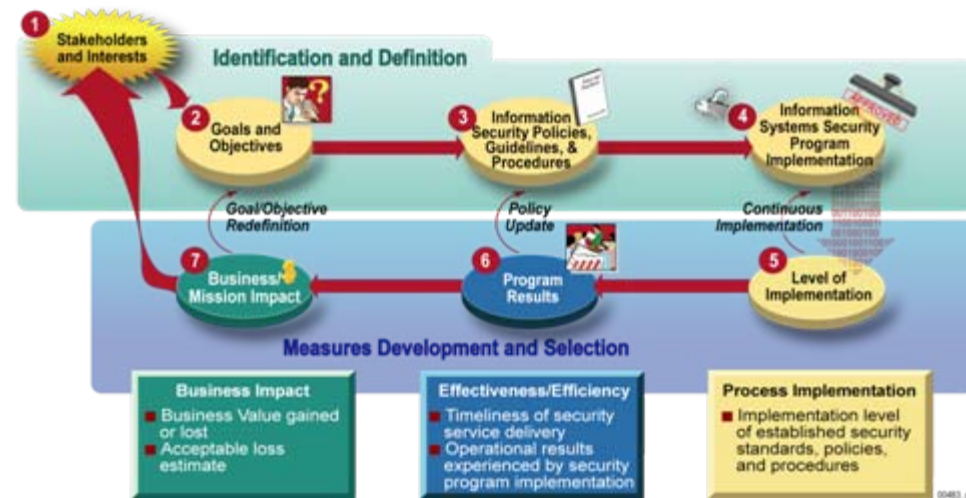 1
Stakeholders
and Interests
Identification and Definition
2
Goals and
Objectives
?
3
Information
Security Policies,
Guidelines, &
Procedures
4
Information
Systems Security
Program
Implementation
APPROVED
Goal/Objective
Redefinition
Policy
Update
Continuous
Implementation
7
Business/
Mission Impact
$
6
Program
Results
5
Level of
Implementation
Measures Development and Selection
Business Impact
Business Value gained
or lost
Acceptable loss
estimate
Effectiveness/Efficiency
Timeliness of security
service delivery
Operational results
experienced by security
program implementation
Process Implementation
Implementation level
of established security
standards, policies,
and procedures